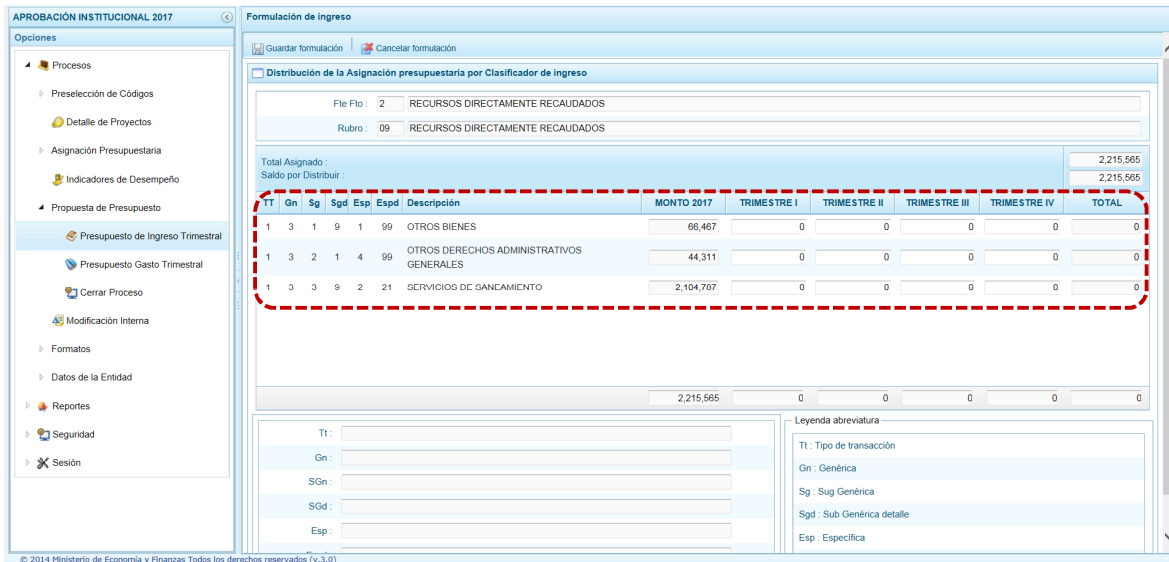 APROBACIÓN INSTITUCIONAL 2017
Opciones
Procesos
Preselección de Códigos
Detalle de Proyectos
Asignación Presupuestaria
Indicadores de Desempeño
Propuesta de Presupuesto
Presupuesto de Ingreso Trimestral
Presupuesto Gasto Trimestral
Cerrar Proceso
Modificación Interna
Formatos
Datos de la Entidad
Reportes
Seguridad
Sesión
Formulación de ingreso
Guardar formulación Cancelar formulación
Distribución de la Asignación presupuestaria por Clasificador de ingreso
Fte Fto : 2 RECURSOS DIRECTAMENTE RECAUDADOS
Rubro : 09 RECURSOS DIRECTAMENTE RECAUDADOS
Total Asignado : 2,215,565
Saldo por Distribuir : 2,215,565
TT Gn Sg Sgd Esp Espd Descripción MONTO 2017 TRIMESTRE I TRIMESTRE II TRIMESTRE III TRIMESTRE IV TOTAL
1 3 1 9 1 99 OTROS BIENES 66,467 0 0 0 0 0
1 3 2 1 4 99 OTROS DERECHOS ADMINISTRATIVOS GENERALES 44,311 0 0 0 0 0
1 3 3 9 2 21 SERVICIOS DE SANEAMIENTO 2,104,787 0 0 0 0 0
2,215,565 0 0 0 0 0
Tt :
Gn :
SGn :
SGd :
Esp :
Leyenda abreviatura
Tt : Tipo de transacción
Gn : Genérica
Sg : Sug Genérica
Sgd : Sub Genérica detalle
Esp : Específica
© 2014 Ministerio de Economía y Finanzas Todos los derechos reservados (v.3.0)